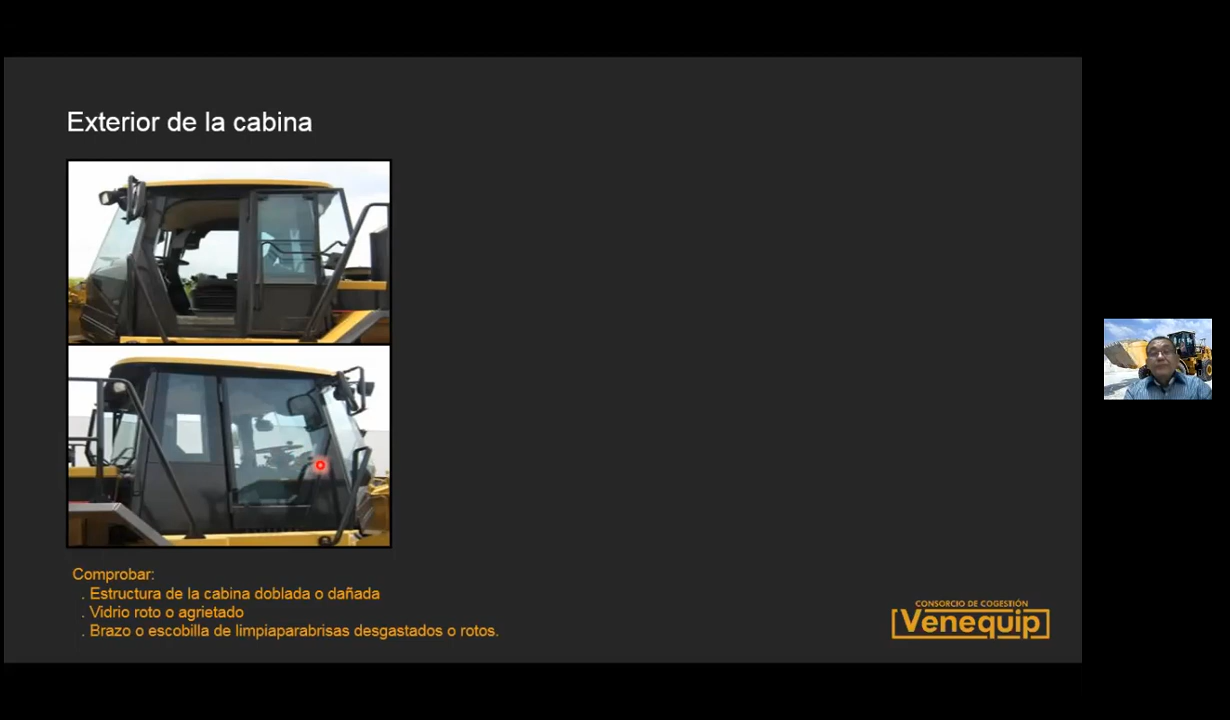 Exterior de la cabina
Comprobar:
. Estructura de la cabina doblada o dañada
. Vidrio roto o agrietado
. Brazo o escobilla de limpiaparabrisas desgastados o rotos.
CONSORCIO DE COGESTIÓN
Venequip